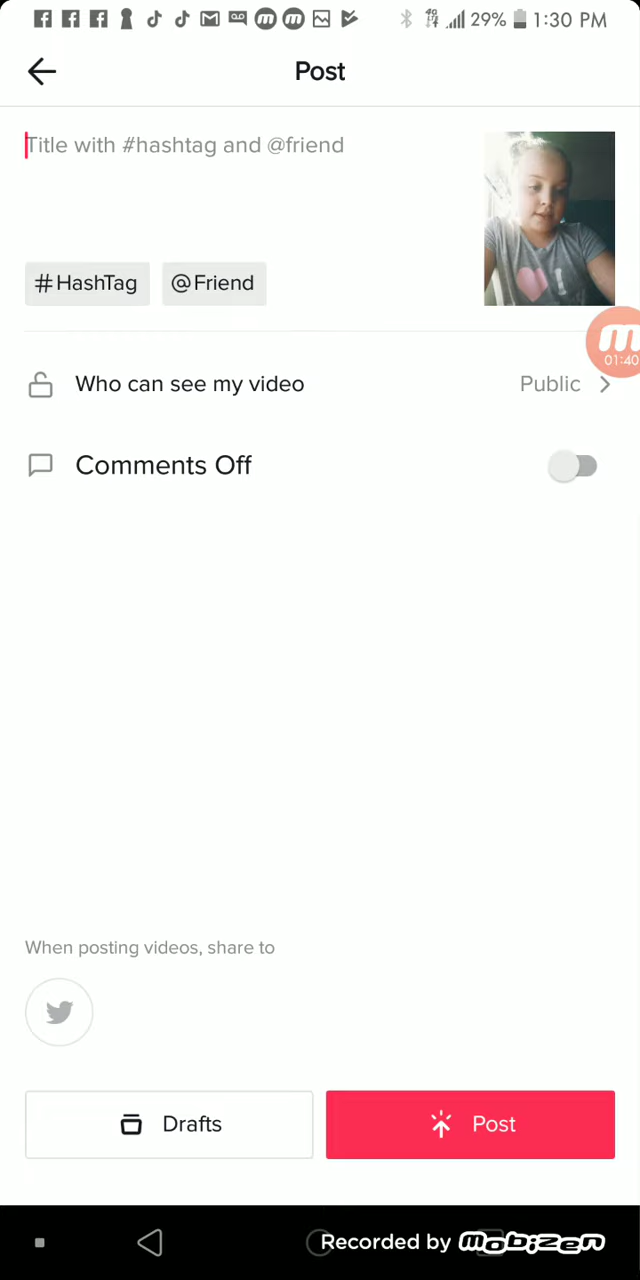 29% 1:30 PM
Post
Title with #hashtag and @friend
#HashTag @Friend
01:40
Who can see my video Public
Comments Off
When posting videos, share to
Drafts Post
Recorded by mobizen